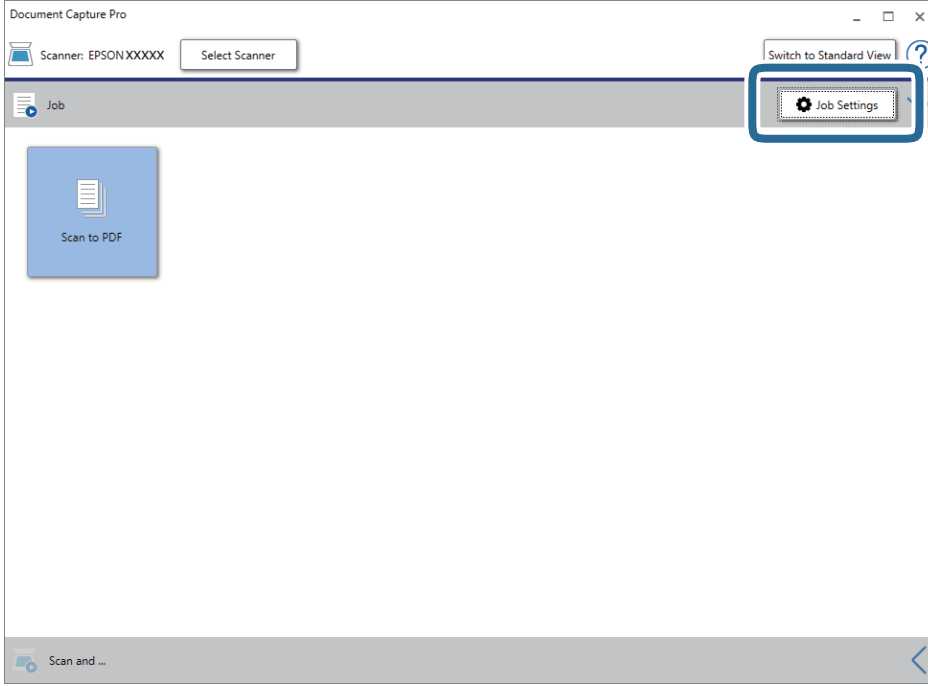 Document Capture Pro
Scanner: EPSON XXXXX
Select Scanner
Switch to Standard View
?
Job
Job Settings
Scan to PDF
Scan and ...